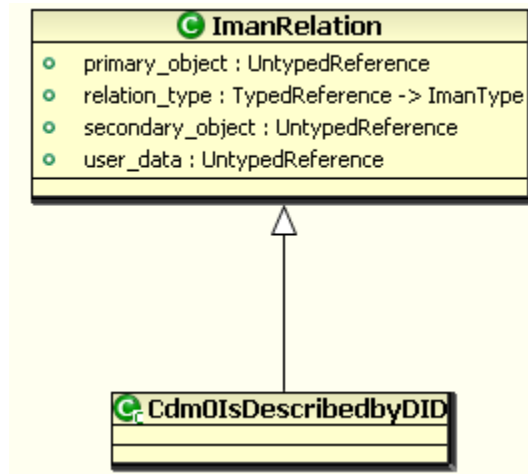 C ImanRelation
primary_object : UntypedReference
relation_type : TypedReference -> ImanType
secondary_object : UntypedReference
user_data : UntypedReference
C C Cdm0IsDescribedbyDID